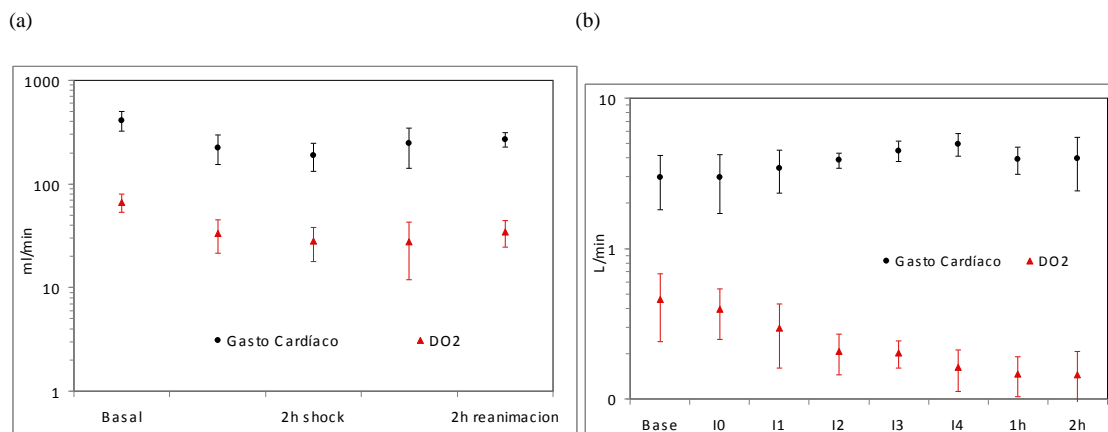 (a)
(b)
1000
100
10
1
ml/min
Gasto Cardíaco
DO2
Basal
2h shock
2h reanimacion
10
1
0
L/min
Gasto Cardíaco
DO2
Base
I0
I1
I2
I3
I4
1h
2h